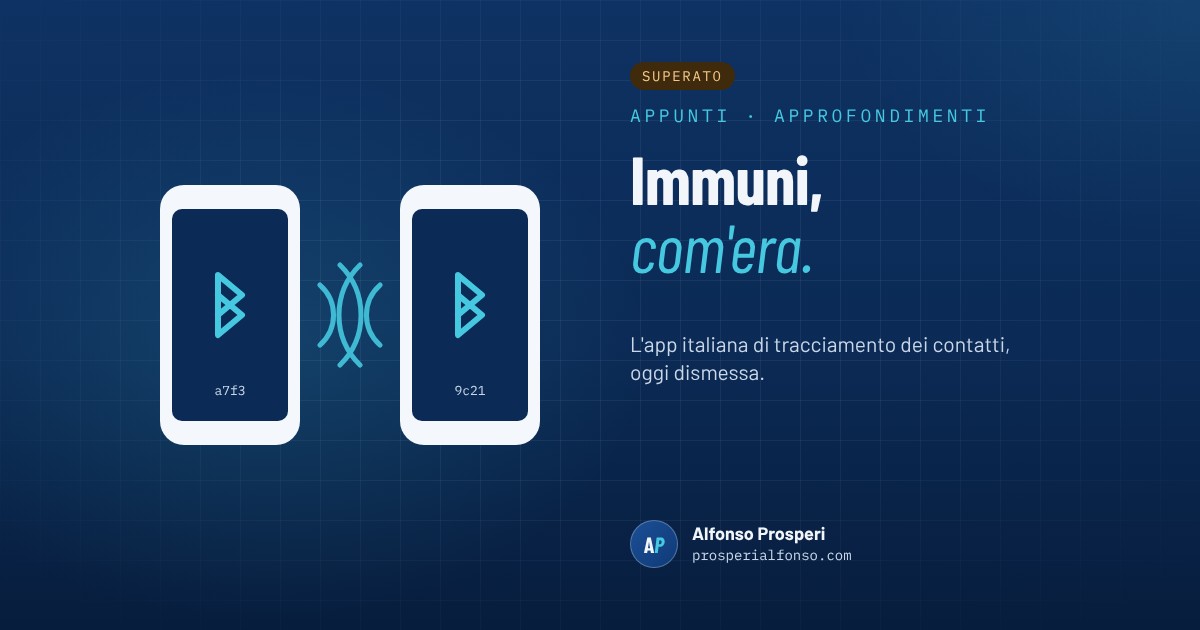 SUPERATO
APPUNTI · APPROFONDIMENTI
Immuni,
com'era.
L'app italiana di tracciamento dei contatti,
oggi dismessa.
a7f3
9c21
AP
Alfonso Prosperi
prosperialfonso.com